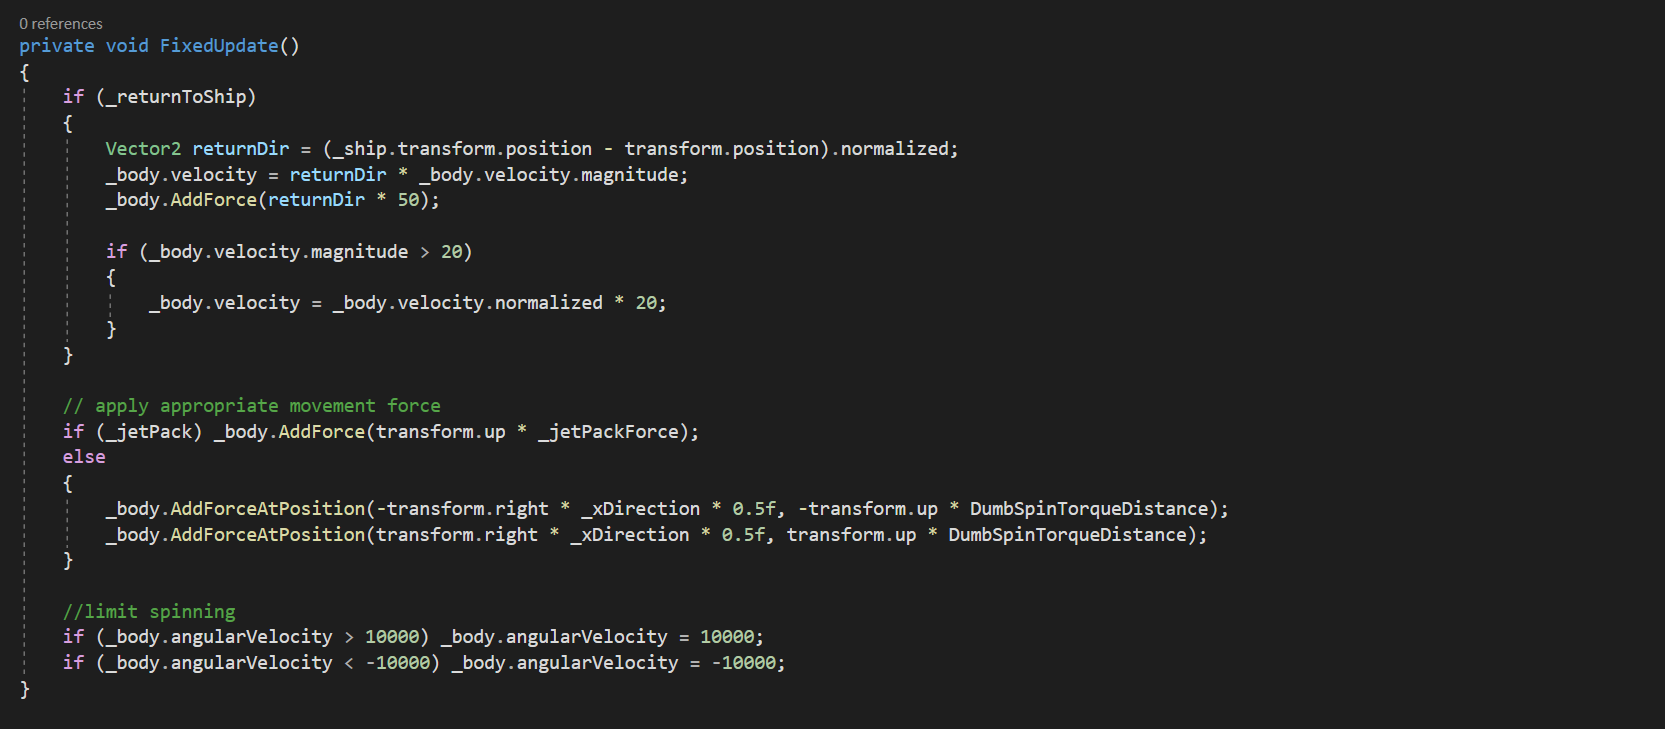 0 references
private void FixedUpdate()
{
if (_returnToShip)
{
Vector2 returnDir = (_ship.transform.position - transform.position).normalized;
_body.velocity = returnDir * _body.velocity.magnitude;
_body.AddForce(returnDir * 50);
if (_body.velocity.magnitude > 20)
{
_body.velocity = _body.velocity.normalized * 20;
}
}
// apply appropriate movement force
if (_jetPack) _body.AddForce(transform.up * _jetPackForce);
else
{
_body.AddForceAtPosition(-transform.right * _xDirection * 0.5f, -transform.up * DumbSpinTorqueDistance);
_body.AddForceAtPosition(transform.right * _xDirection * 0.5f, transform.up * DumbSpinTorqueDistance);
}
//limit spinning
if (_body.angularVelocity > 10000) _body.angularVelocity = 10000;
if (_body.angularVelocity < -10000) _body.angularVelocity = -10000;
}